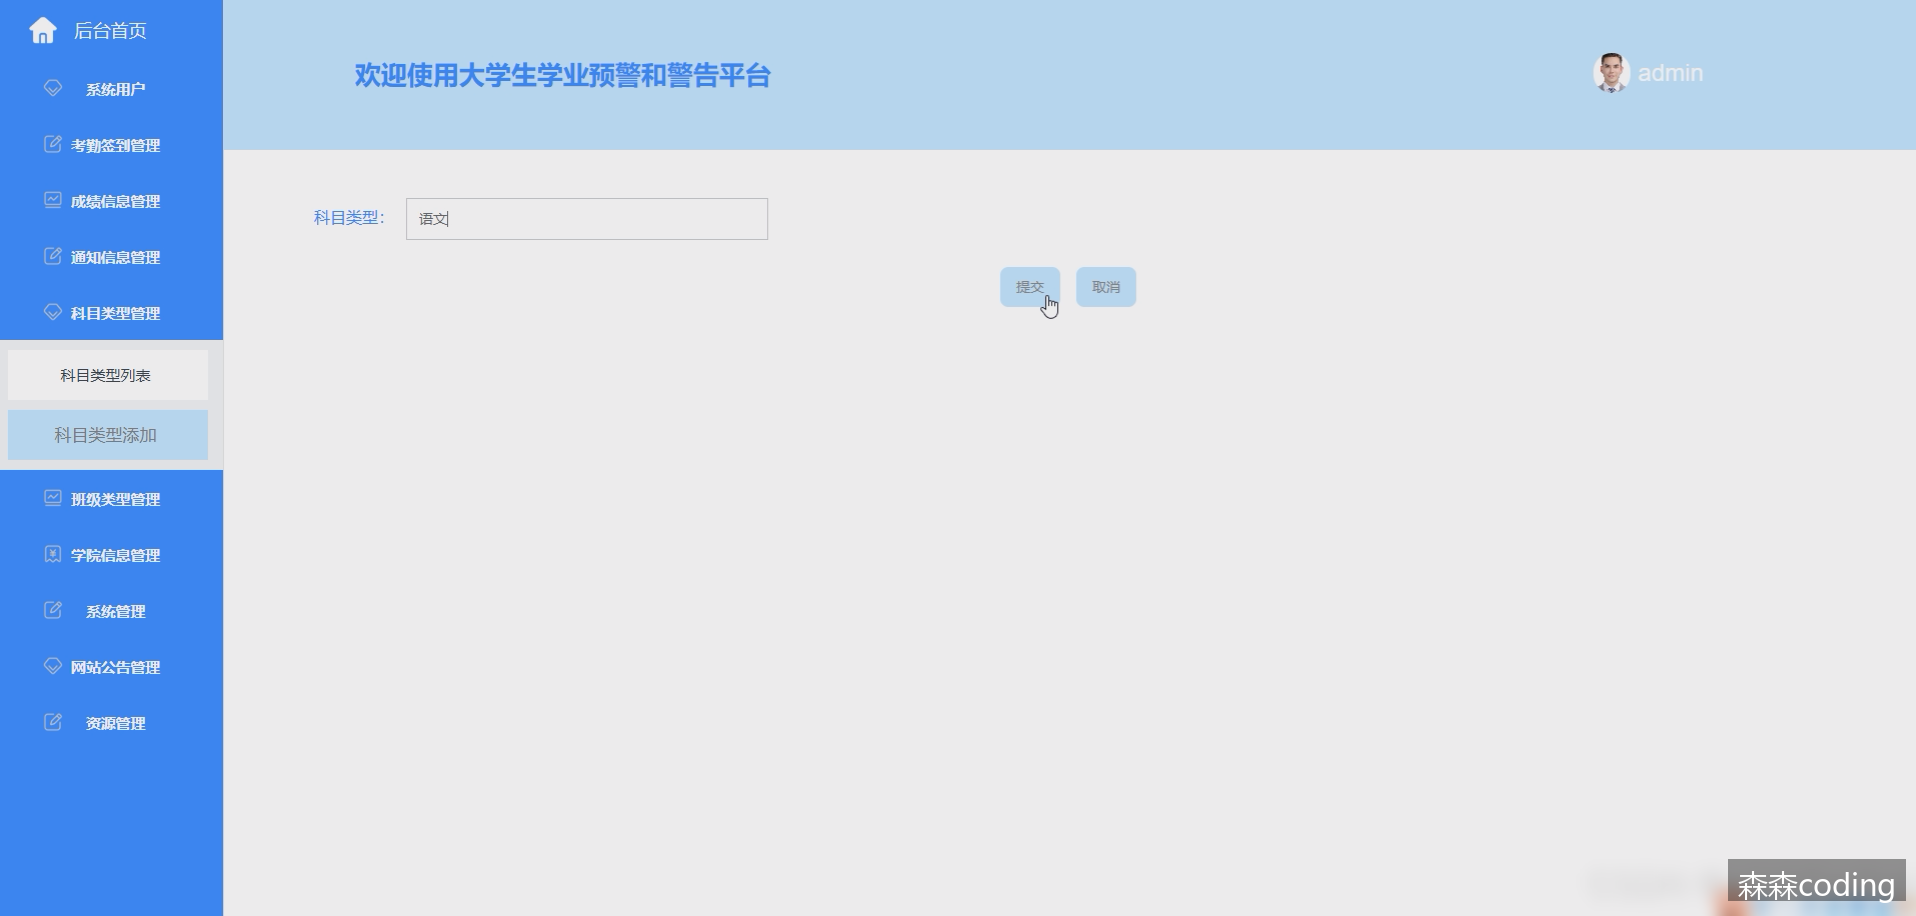 后台首页
系统用户
考勤签到管理
成绩信息管理
通知信息管理
科目类型管理
科目类型列表
科目类型添加
班级类型管理
学院信息管理
系统管理
网站公告管理
资源管理
欢迎使用大学生学业预警和警告平台
admin
科目类型：
语文
提交
取消
森森coding